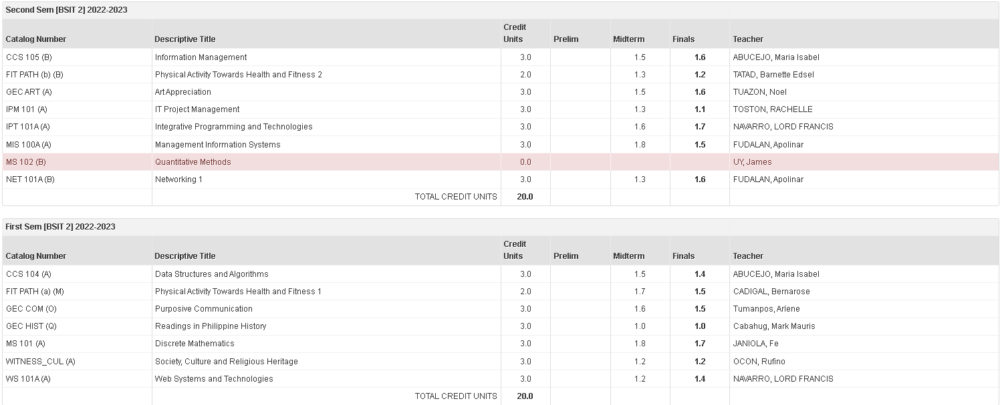 Second Sem [BSIT 2] 2022-2023
Catalog Number Descriptive Title Credit Units Prelim Midterm Finals Teacher
CCS 105 (B) Information Management 3.0 1.5 1.6 ABUCEJO, Maria Isabel
FIT PATH (b) (B) Physical Activity Towards Health and Fitness 2 2.0 1.3 1.2 TATAD, Barnette Edsel
GEC ART (A) Art Appreciation 3.0 1.5 1.6 TUAZON, Noel
IPM 101 (A) IT Project Management 3.0 1.3 1.1 TOSTON, RACHELLE
IPT 101A (A) Integrative Programming and Technologies 3.0 1.6 1.7 NAVARRO, LORD FRANCIS
MIS 100A (A) Management Information Systems 3.0 1.8 1.5 FUDALAN, Apolinar
MS 102 (B) Quantitative Methods 0.0 UY, James
NET 101A (B) Networking 1 3.0 1.3 1.6 FUDALAN, Apolinar
TOTAL CREDIT UNITS 20.0
First Sem [BSIT 2] 2022-2023
Catalog Number Descriptive Title Credit Units Prelim Midterm Finals Teacher
CCS 104 (A) Data Structures and Algorithms 3.0 1.5 1.4 ABUCEJO, Maria Isabel
FIT PATH (a) (M) Physical Activity Towards Health and Fitness 1 2.0 1.7 1.5 CADIGAL, Bernarose
GEC COM (O) Purposive Communication 3.0 1.6 1.5 Tumanpos, Arlene
GEC HIST (Q) Readings in Philippine History 3.0 1.0 1.0 Cabahug, Mark Mauris
MS 101 (A) Discrete Mathematics 3.0 1.8 1.7 JANIOLA, Fe
WITNESS_CUL (A) Society, Culture and Religious Heritage 3.0 1.2 1.2 OCON, Rufino
WS 101A (A) Web Systems and Technologies 3.0 1.2 1.4 NAVARRO, LORD FRANCIS
TOTAL CREDIT UNITS 20.0